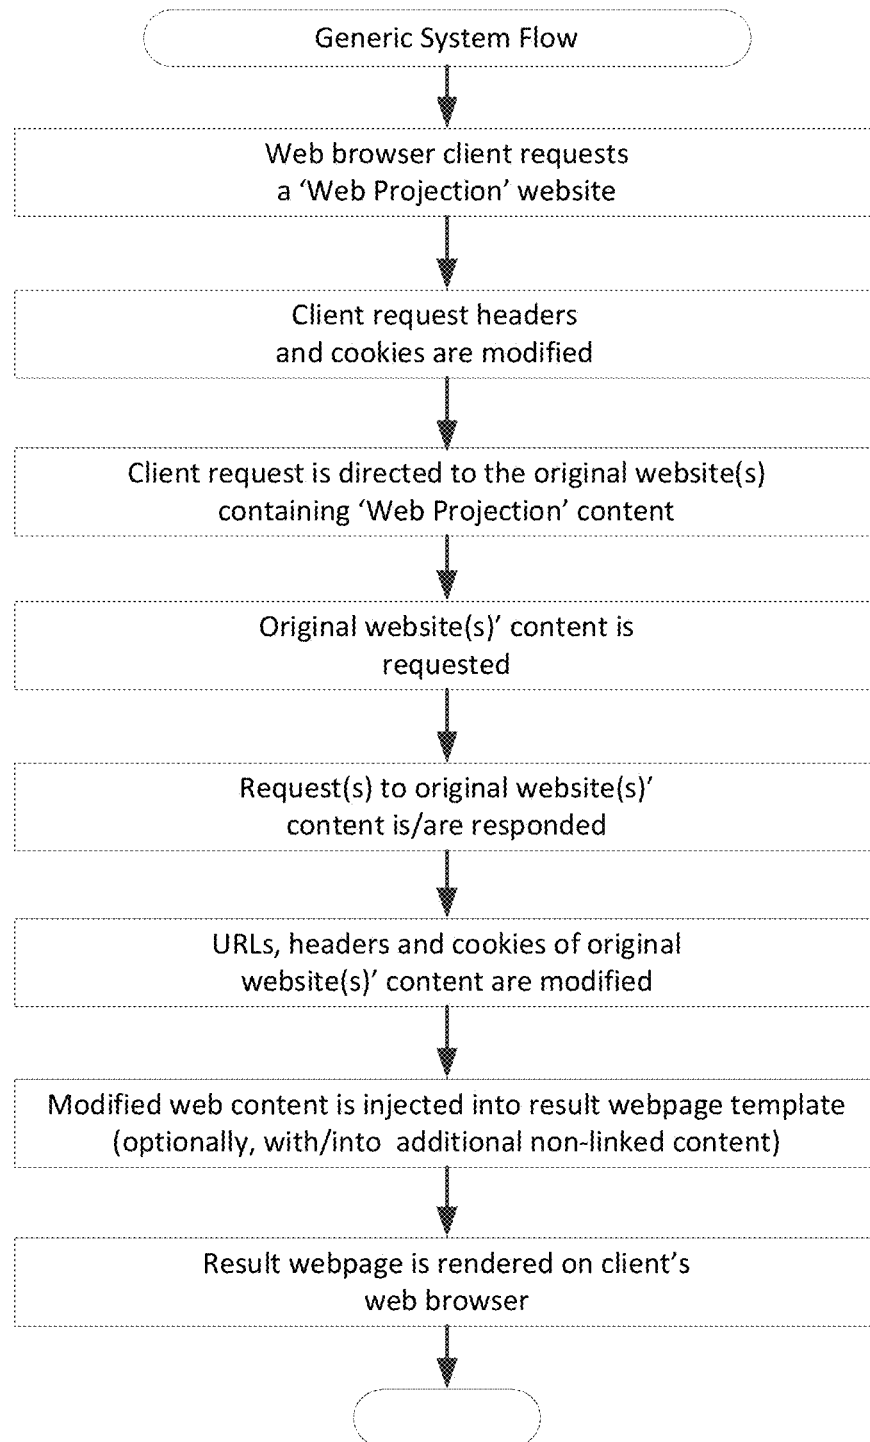 Generic System Flow
Web browser client requests
a ‘Web Projection’ website
Client request headers
and cookies are modified
Client request is directed to the original website(s)
containing ‘Web Projection’ content
Original website(s)’ content is
requested
Request(s) to original website(s)’
content is/are responded
URLs, headers and cookies of original
website(s)’ content are modified
Modified web content is injected into result webpage template
(optionally, with/into additional non-linked content)
Result webpage is rendered on client’s
web browser